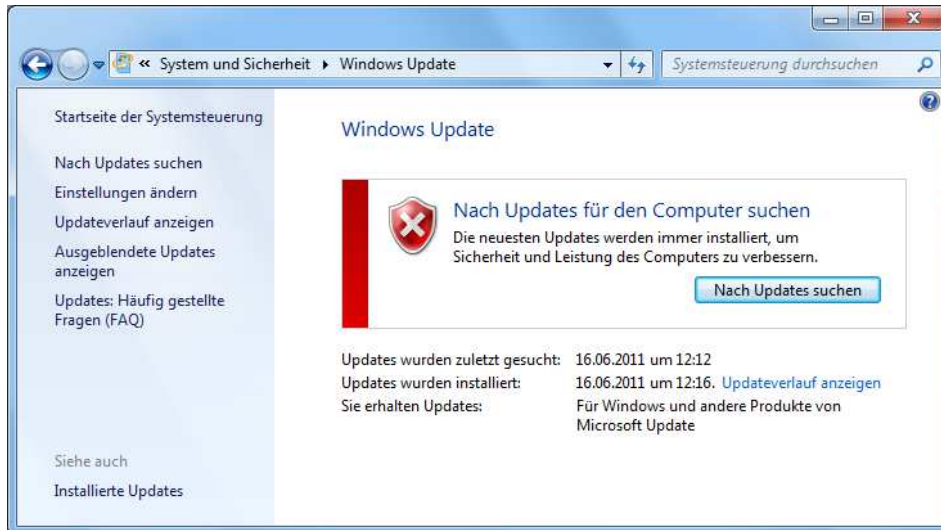 « System und Sicherheit ▸ Windows Update
Systemsteuerung durchsuchen
Startseite der Systemsteuerung
Nach Updates suchen
Einstellungen ändern
Updateverlauf anzeigen
Ausgeblendete Updates
anzeigen
Updates: Häufig gestellte
Fragen (FAQ)
Siehe auch
Installierte Updates
Windows Update
Nach Updates für den Computer suchen
Die neuesten Updates werden immer installiert, um
Sicherheit und Leistung des Computers zu verbessern.
Nach Updates suchen
Updates wurden zuletzt gesucht: 16.06.2011 um 12:12
Updates wurden installiert: 16.06.2011 um 12:16. Updateverlauf anzeigen
Sie erhalten Updates: Für Windows und andere Produkte von
Microsoft Update